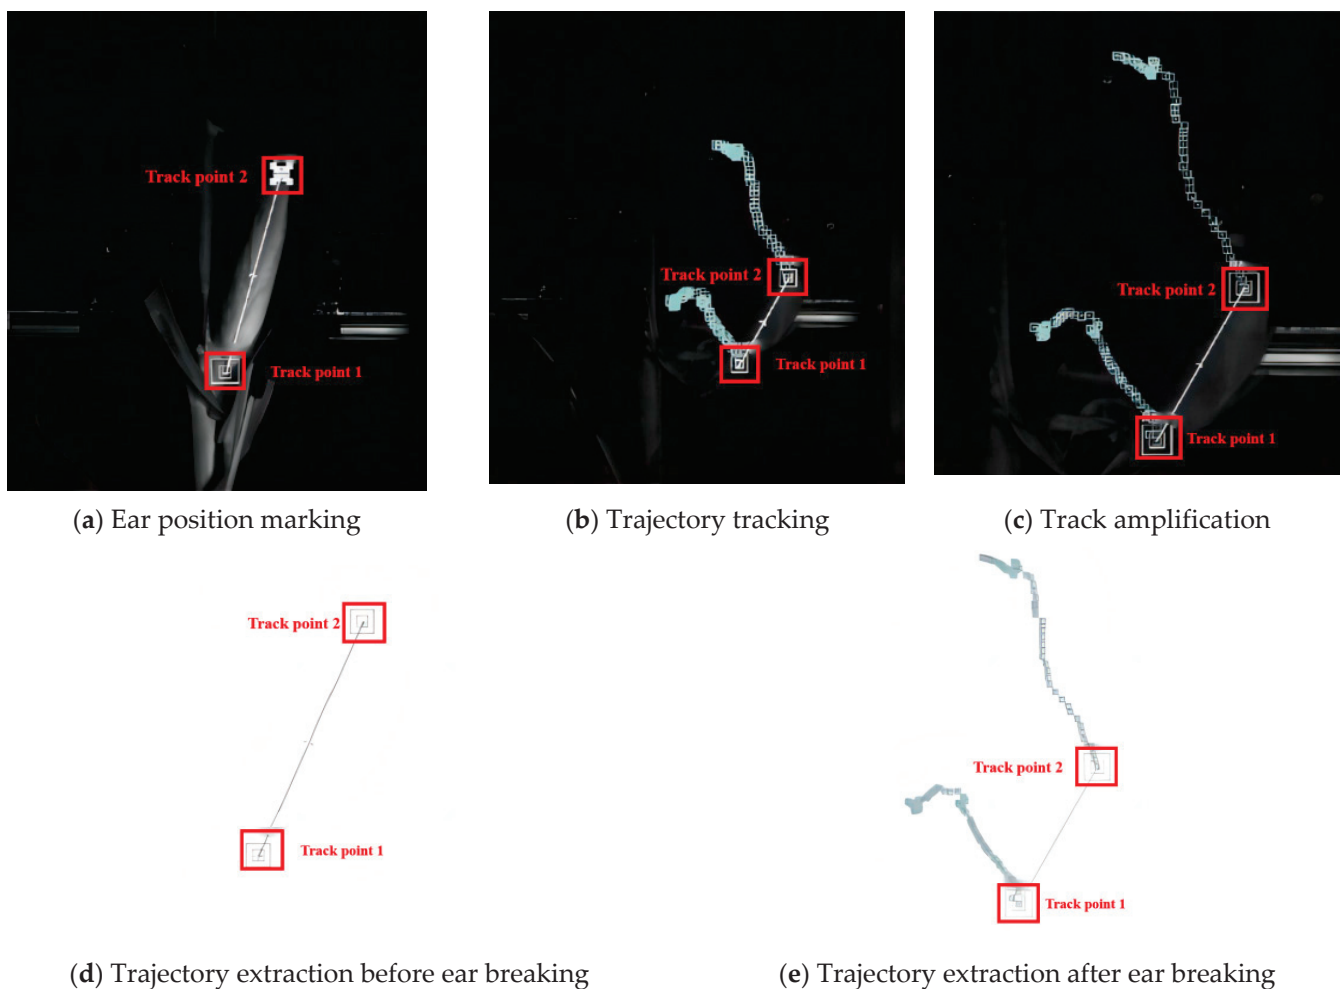 Track point 2
Track point 1
Track point 2
Track point 1
Track point 2
Track point 1
(a) Ear position marking
(b) Trajectory tracking
(c) Track amplification
Track point 2
Track point 1
Track point 2
Track point 1
(d) Trajectory extraction before ear breaking
(e) Trajectory extraction after ear breaking